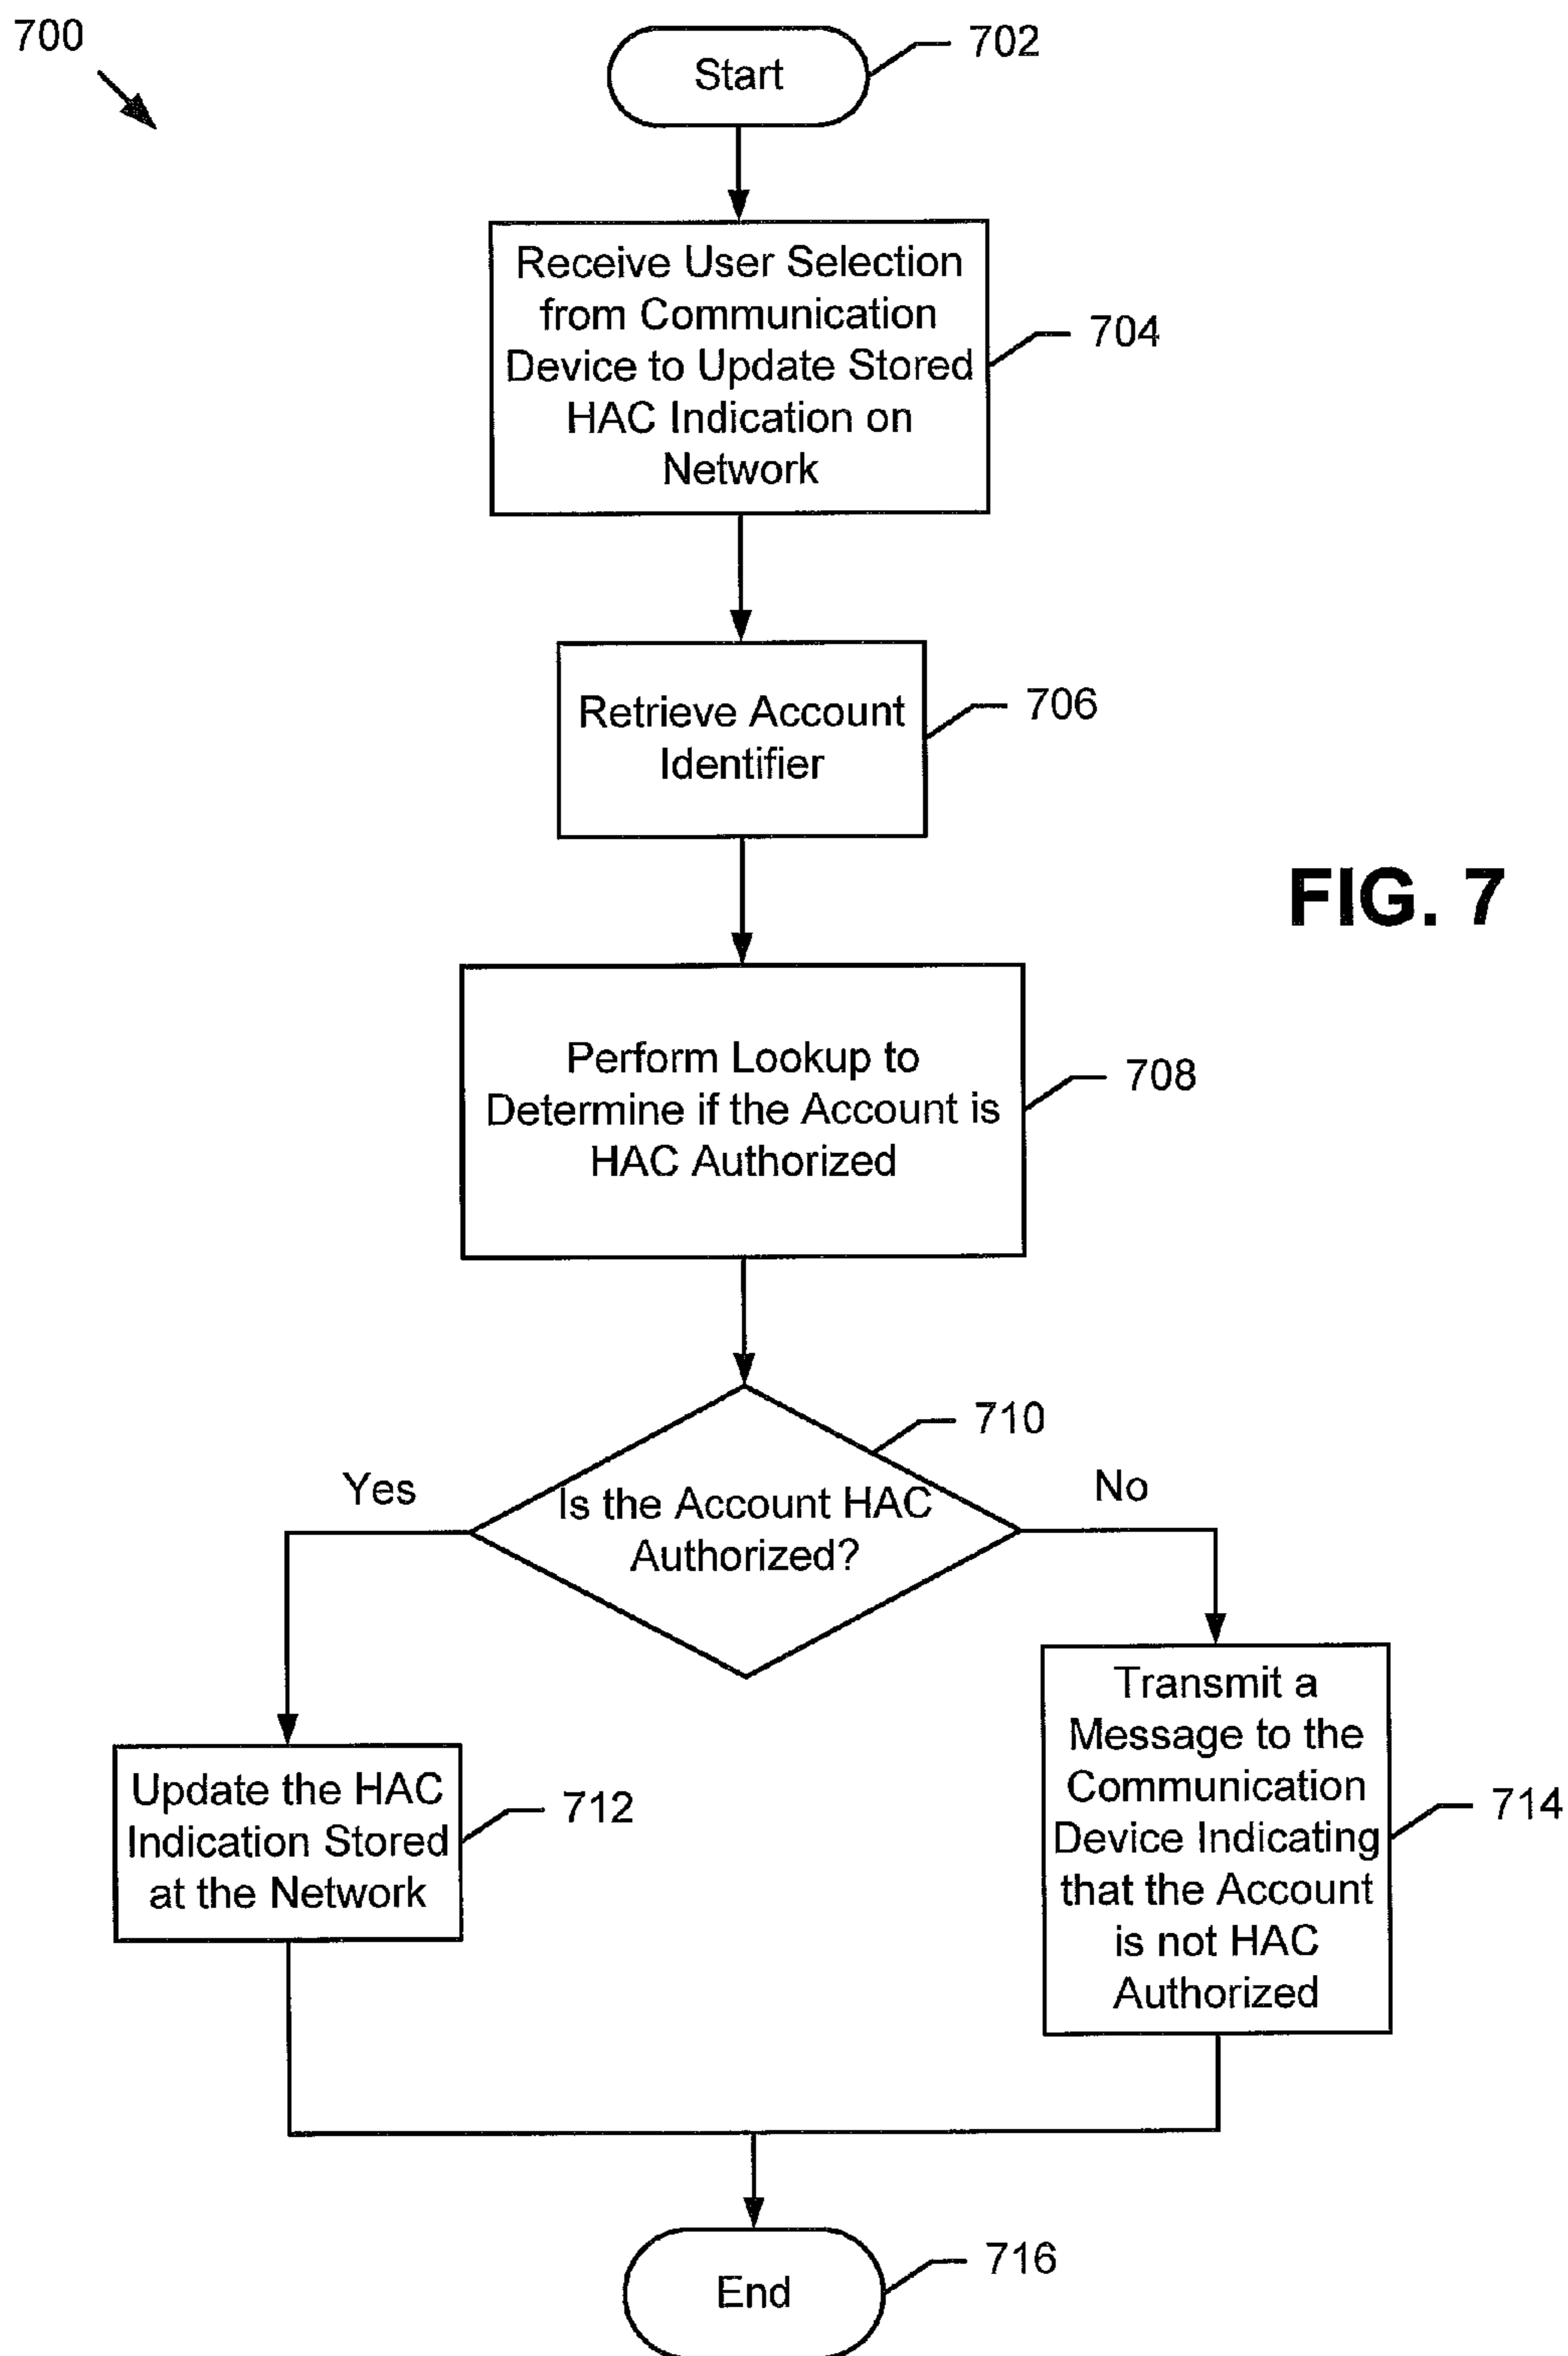 700
Start
702
Receive User Selection
from Communication
Device to Update Stored
HAC Indication on
Network
704
Retrieve Account
Identifier
706
FIG. 7
Perform Lookup to
Determine if the Account is
HAC Authorized
708
710
Yes
Is the Account HAC
Authorized?
No
Update the HAC
Indication Stored
at the Network
712
Transmit a
Message to the
Communication
Device Indicating
that the Account
is not HAC
Authorized
714
End
716